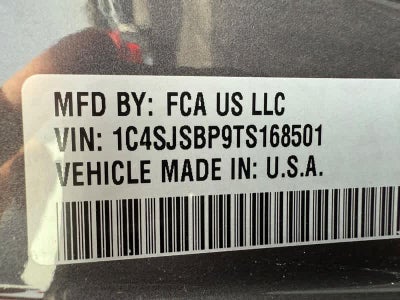 MFD BY: FCA US LLC
VIN: 1C4SJSBP9TS168501
VEHICLE MADE IN: U.S.A.